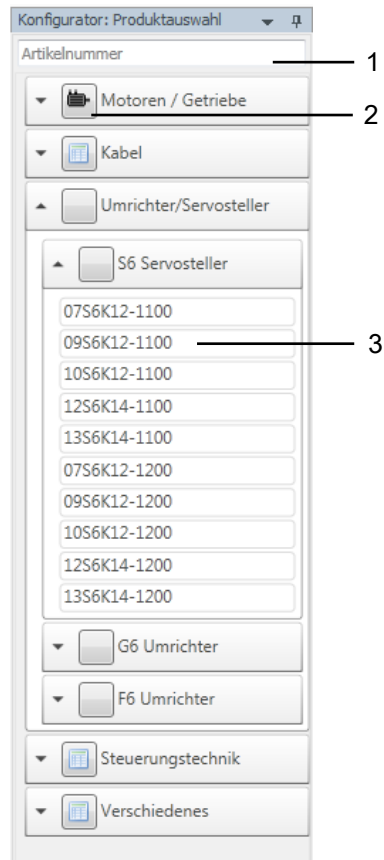 Konfigurator: Produktauswahl
Artikelnummer
1
Motoren / Getriebe
2
Kabel
Umrichter/Servosteller
S6 Servosteller
07S6K12-1100
09S6K12-1100
3
10S6K12-1100
12S6K14-1100
13S6K14-1100
07S6K12-1200
09S6K12-1200
10S6K12-1200
12S6K14-1200
13S6K14-1200
G6 Umrichter
F6 Umrichter
Steuerungstechnik
Verschiedenes